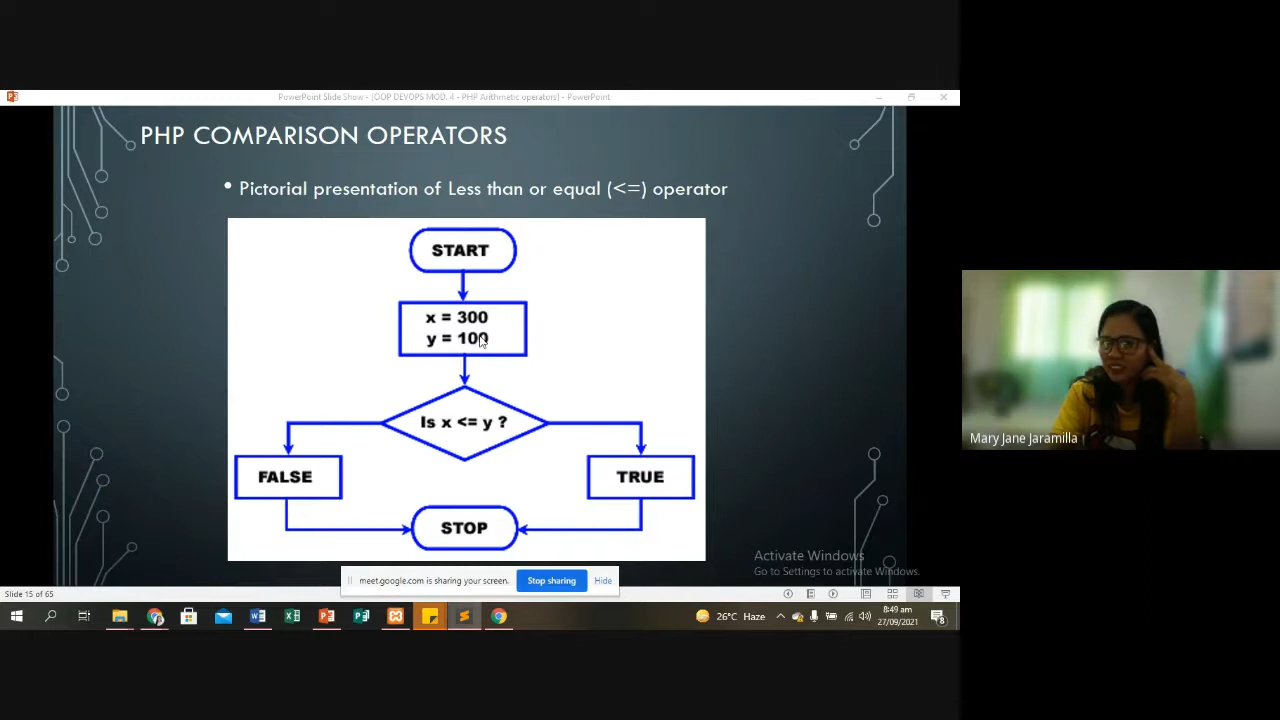 PowerPoint Slide Show - [OOP DEVOPS MOD. 4 - PHP Arithmetic operators] - PowerPoint
PHP COMPARISON OPERATORS
• Pictorial presentation of Less than or equal (<=) operator
START
x = 300
y = 100
Is x <= y ?
FALSE
TRUE
STOP
Mary Jane Jaramilla
Activate Windows
Go to Settings to activate Windows.
meet.google.com is sharing your screen.
Stop sharing
Hide
Slide 15 of 65
26°C Haze
8:49 am
27/09/2021
8